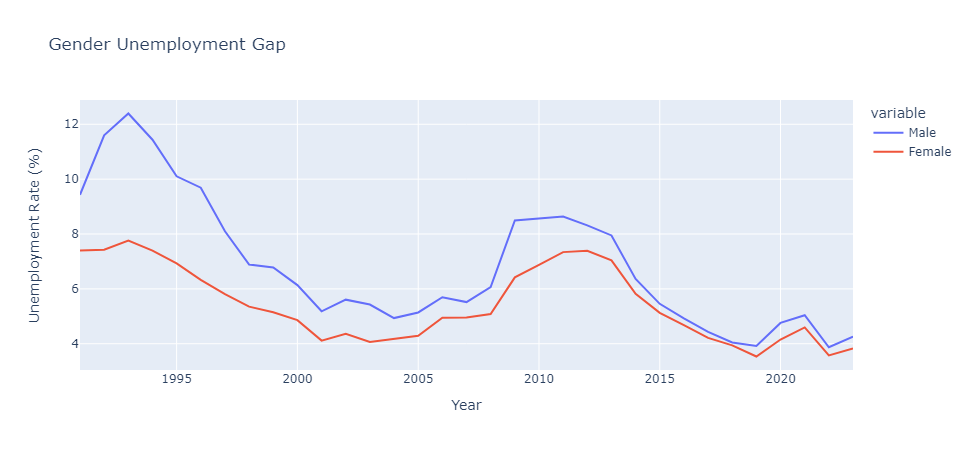 Gender Unemployment Gap
variable
Male
Female
Unemployment Rate (%)
12
10
8
6
4
1995
2000
2005
2010
2015
2020
Year